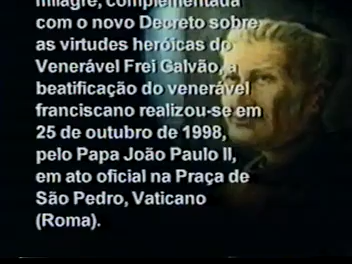 milagre, complementada
com o novo Decreto sobre
as virtudes heróicas do
Venerável Frei Galvão, a
beatificação do venerável
franciscano realizou-se em
25 de outubro de 1998,
pelo Papa João Paulo II,
em ato oficial na Praça de
São Pedro, Vaticano
(Roma).